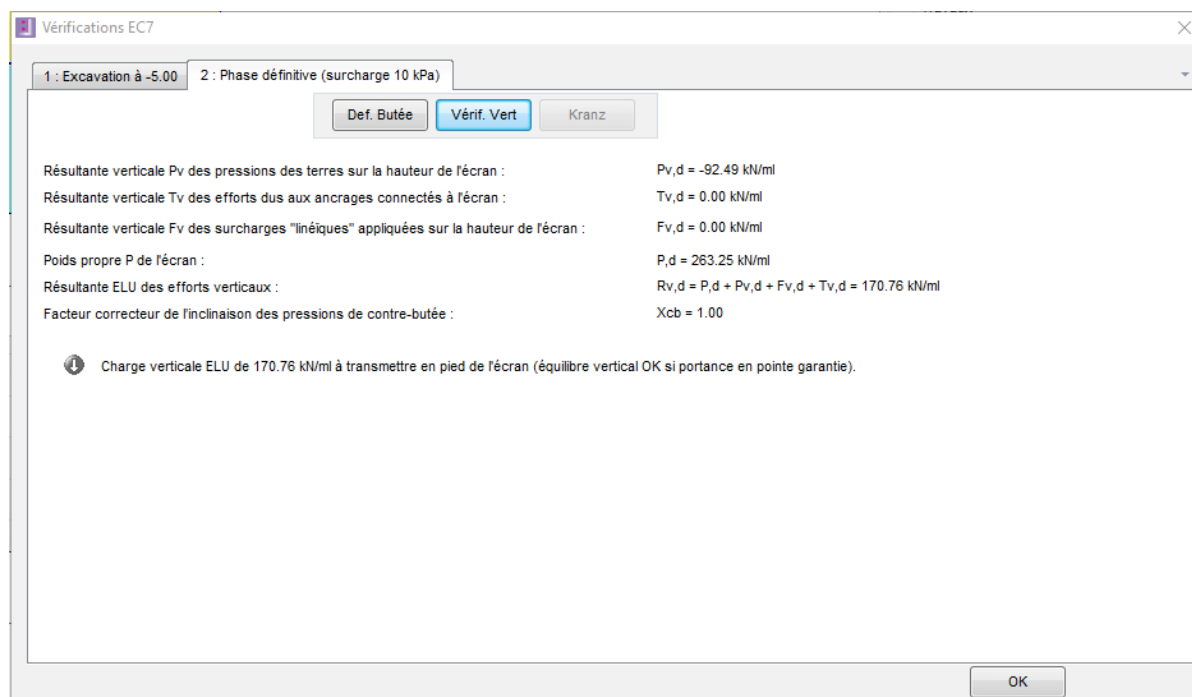 Vérifications EC7
1 : Excavation à -5.00
2 : Phase définitive (surcharge 10 kPa)
Def. Butée
Vérif. Vert
Kranz
Résultante verticale Pv des pressions des terres sur la hauteur de l'écran : Pv,d = -92.49 kN/ml
Résultante verticale Tv des efforts dus aux ancrages connectés à l'écran : Tv,d = 0.00 kN/ml
Résultante verticale Fv des surcharges "linéïques" appliquées sur la hauteur de l'écran : Fv,d = 0.00 kN/ml
Poids propre P de l'écran : P,d = 263.25 kN/ml
Résultante ELU des efforts verticaux : Rv,d = P,d + Pv,d + Fv,d + Tv,d = 170.76 kN/ml
Facteur correcteur de l'inclinaison des pressions de contre-butée : Xcb = 1.00
Charge verticale ELU de 170.76 kN/ml à transmettre en pied de l'écran (équilibre vertical OK si portance en pointe garantie).
OK